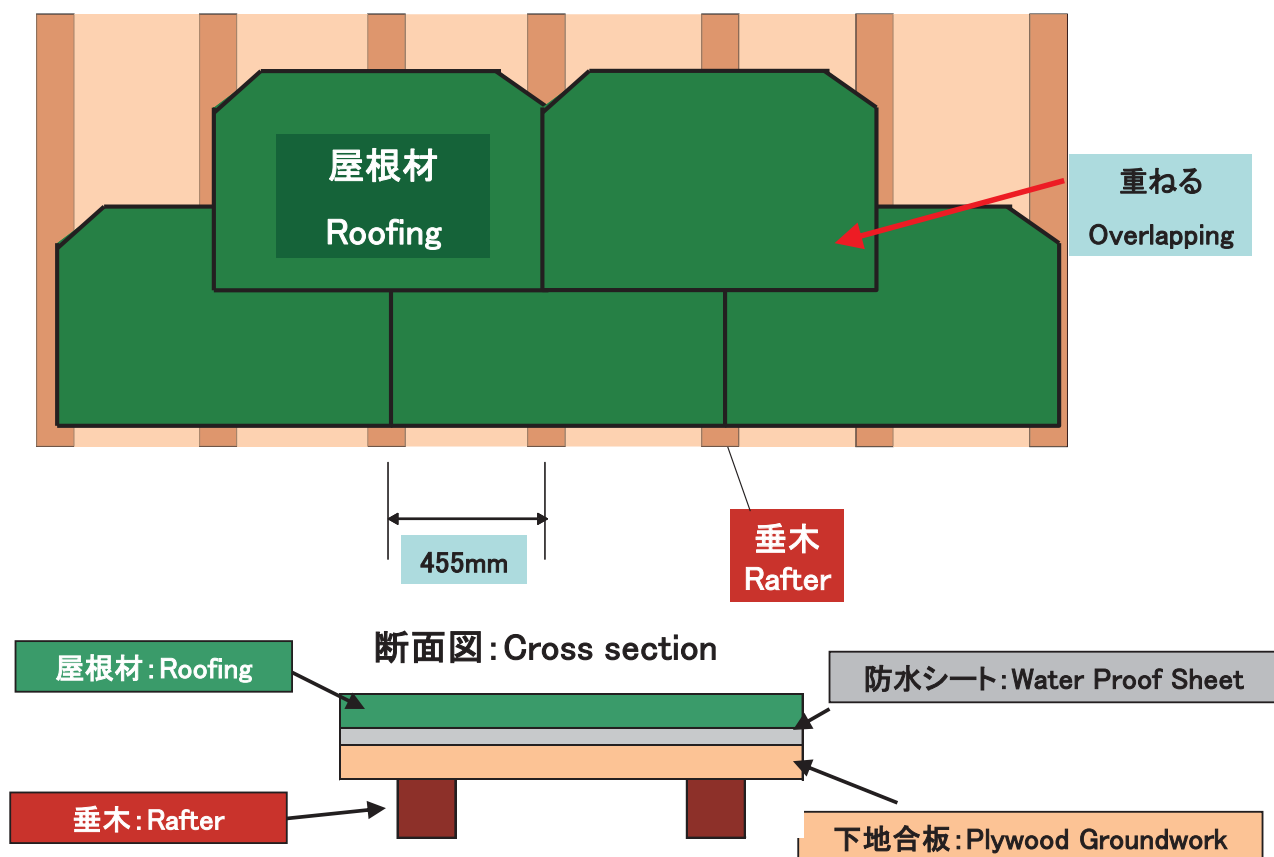 屋根材
Roofing
重ねる
Overlapping
455mm
垂木
Rafter
断面図：Cross section
屋根材：Roofing
防水シート：Water Proof Sheet
垂木：Rafter
下地合板：Plywood Groundwork